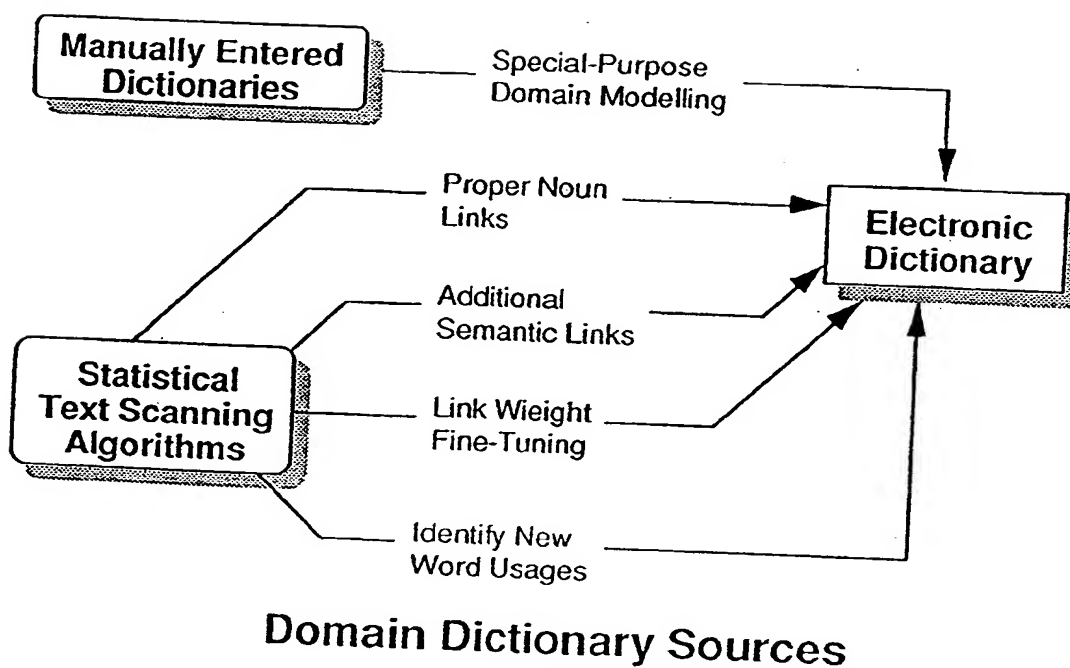 Manually Entered
Dictionaries
Special-Purpose
Domain Modelling
Proper Noun
Links
Electronic
Dictionary
Additional
Semantic Links
Statistical
Text Scanning
Algorithms
Link Wieight
Fine-Tuning
Identify New
Word Usages
Domain Dictionary Sources